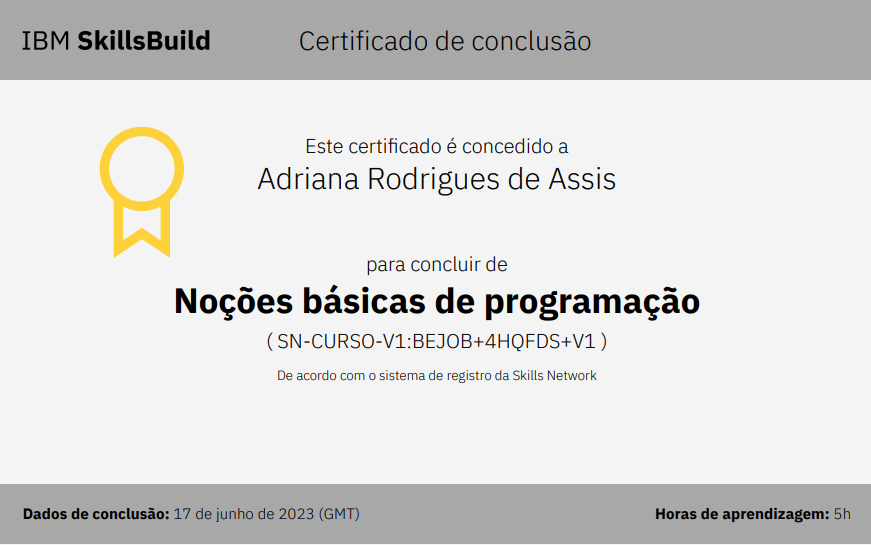 IBM SkillsBuild
Certificado de conclusão
Este certificado é concedido a
Adriana Rodrigues de Assis
para concluir de
Noções básicas de programação
( SN-CURSO-V1:BEJOB+4HQFDS+V1 )
De acordo com o sistema de registro da Skills Network
Dados de conclusão: 17 de junho de 2023 (GMT)
Horas de aprendizagem: 5h